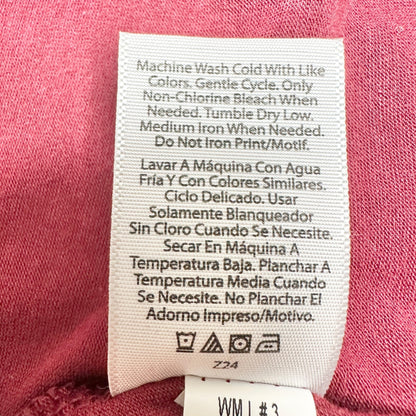 Machine Wash Cold With Like
Colors. Gentle Cycle. Only
Non-Chlorine Bleach When
Needed. Tumble Dry Low.
Medium Iron When Needed.
Do Not Iron Print/Motif.
Lavar A Máquina Con Agua
Fría Y Con Colores Similares.
Ciclo Delicado. Usar
Solamente Blanqueador
Sin Cloro Cuando Se Necesite.
Secar En Máquina A
Temperatura Baja. Planchar A
Temperatura Media Cuando
Se Necesite. No Planchar El
Adorno Impreso/Motivo.
Z24
# 3